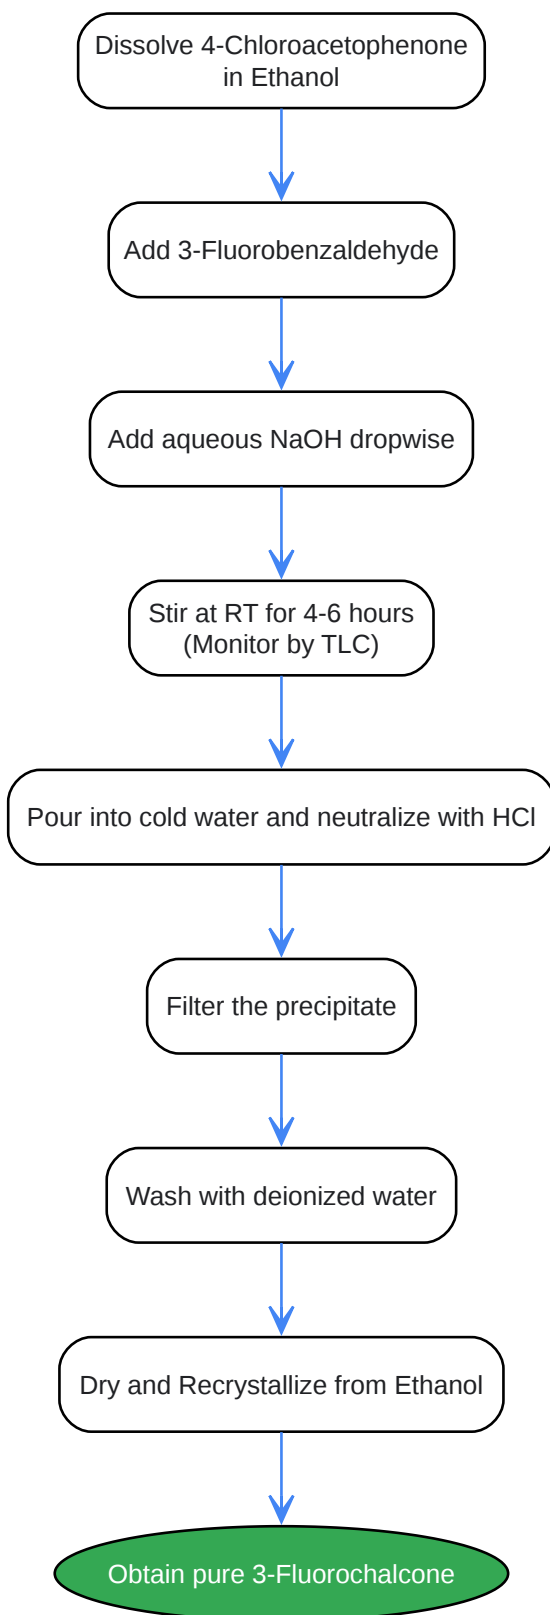 Dissolve 4-Chloroacetophenone
in Ethanol
Add 3-Fluorobenzaldehyde
Add aqueous NaOH dropwise
Stir at RT for 4-6 hours
(Monitor by TLC)
Pour into cold water and neutralize with HCl
Filter the precipitate
Wash with deionized water
Dry and Recrystallize from Ethanol
Obtain pure 3-Fluorochalcone